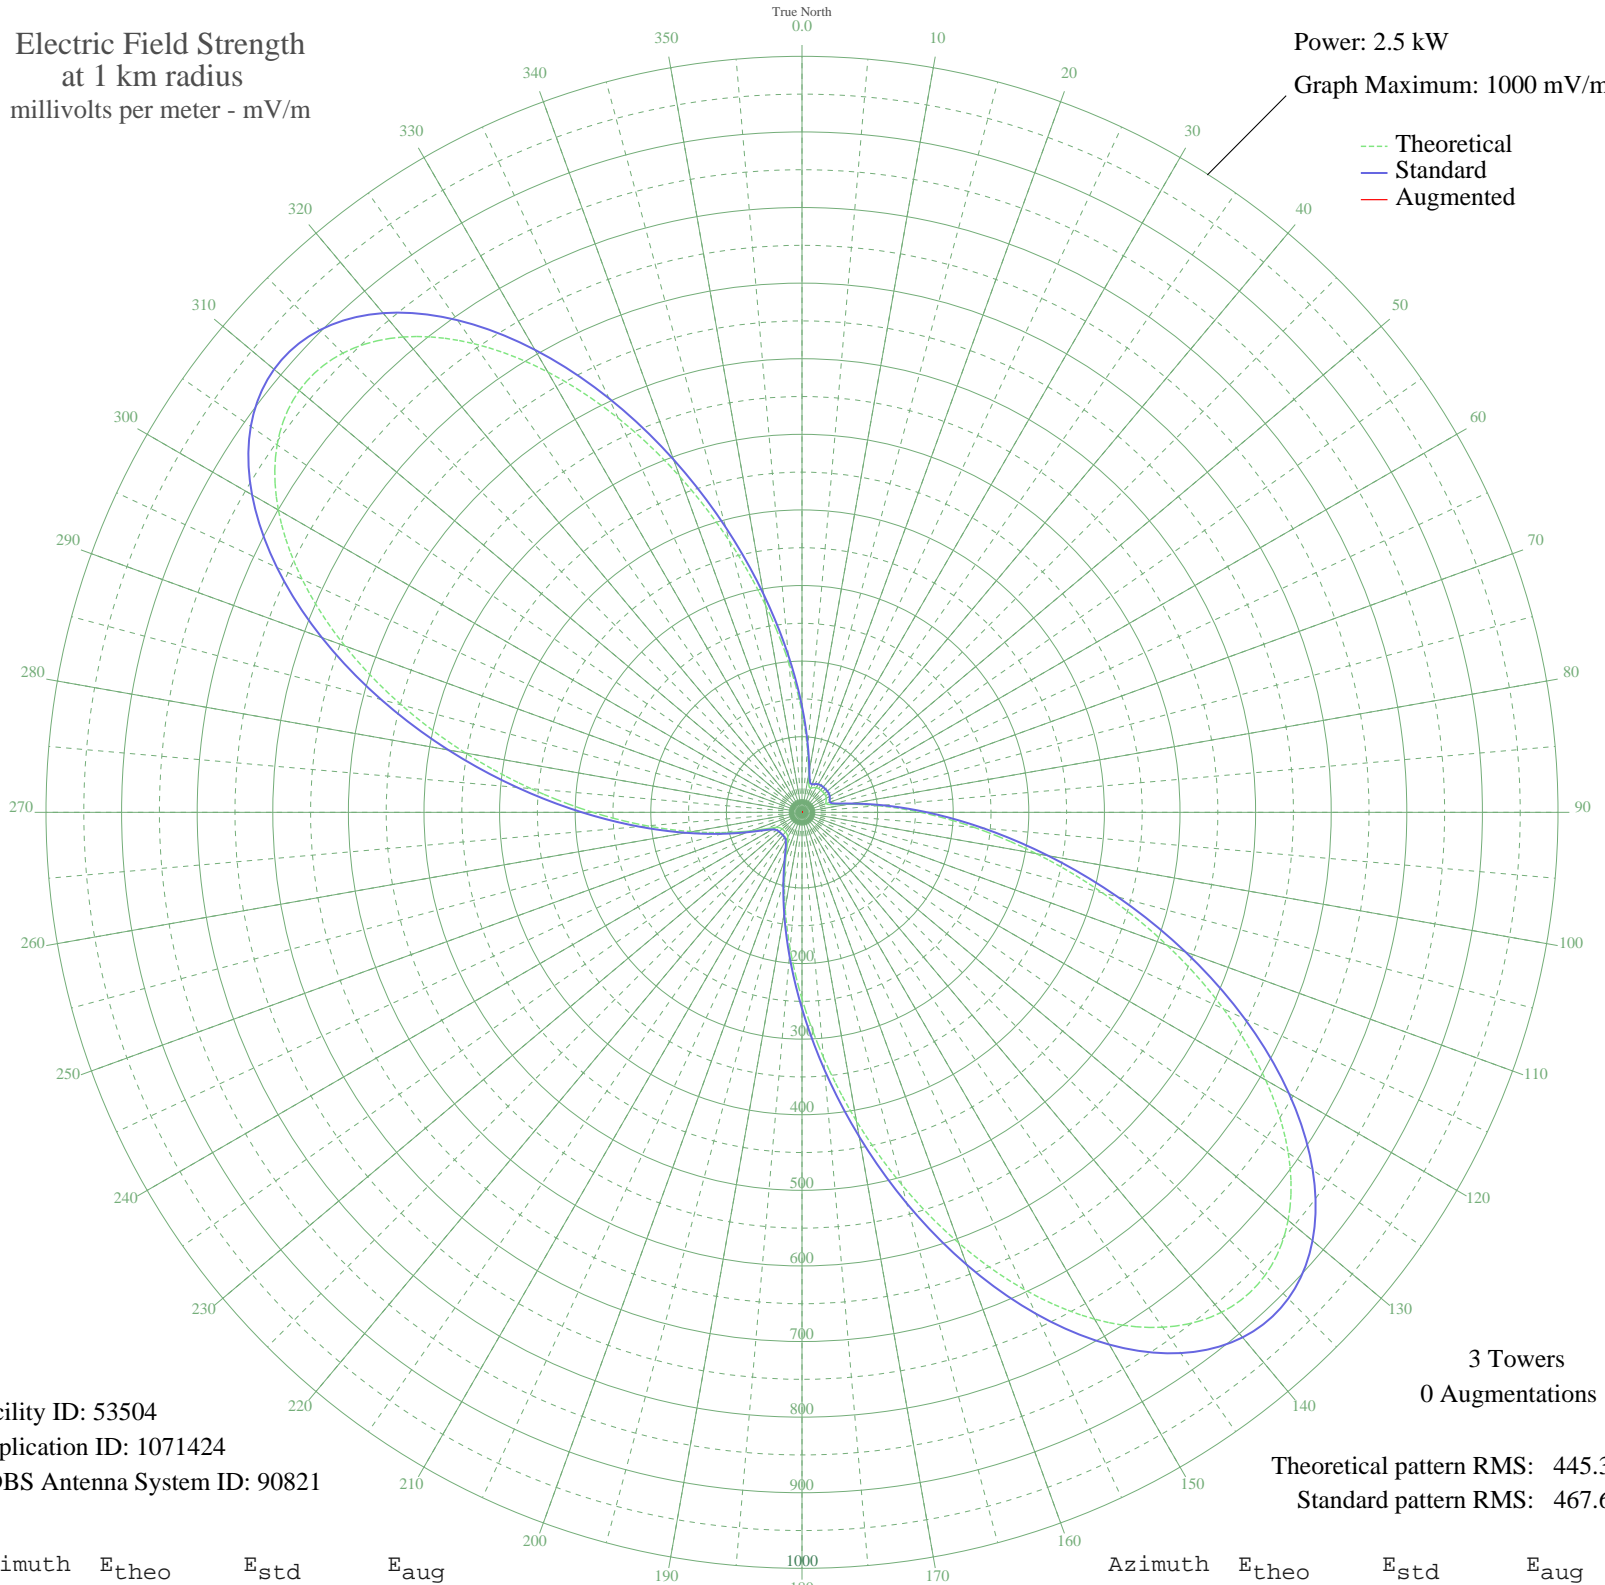 True North
0.0
Electric Field Strength
at 1 km radius
millivolts per meter - mV/m
Power: 2.5 kW
Graph Maximum: 1000 mV/m
Theoretical
Standard
Augmented
10
20
30
40
50
60
70
80
90
100
110
120
130
140
150
160
170
190
200
210
220
230
240
250
260
270
280
290
300
310
320
330
340
350
200
300
400
500
600
700
800
900
1000
3 Towers
0 Augmentations
cility ID: 53504
plication ID: 1071424
DBS Antenna System ID: 90821
Theoretical pattern RMS: 445.3
Standard pattern RMS: 467.6
imuth Etheo Estd Eaug
Azimuth Etheo Estd Eaug